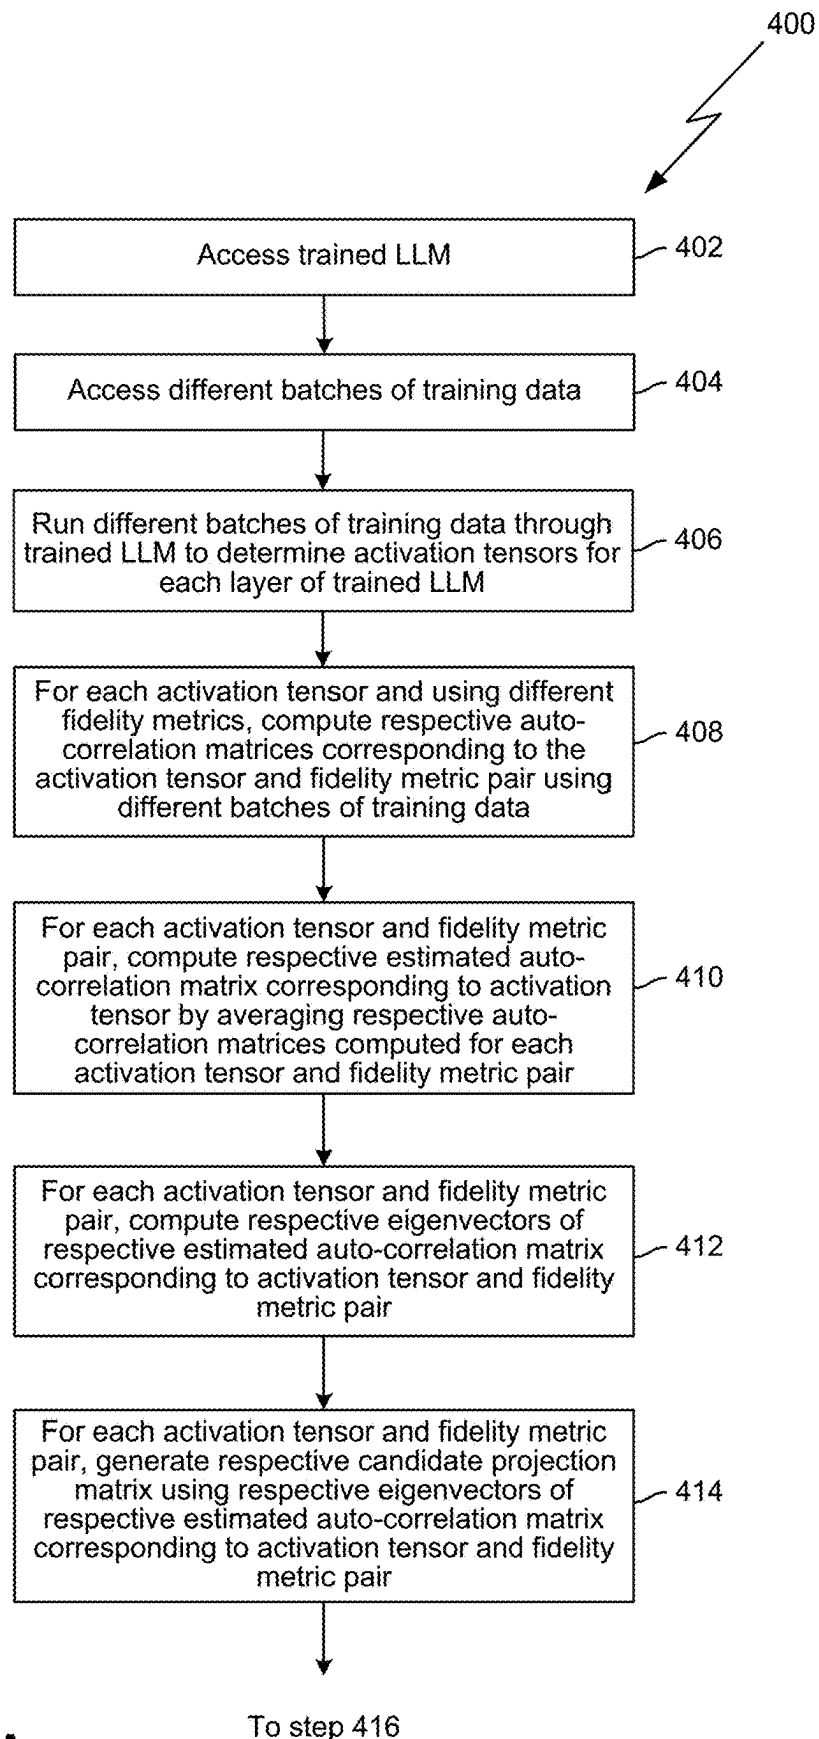 400
Access trained LLM
402
Access different batches of training data
404
Run different batches of training data through
trained LLM to determine activation tensors for
each layer of trained LLM
406
For each activation tensor and using different
fidelity metrics, compute respective auto-
correlation matrices corresponding to the
activation tensor and fidelity metric pair using
different batches of training data
408
For each activation tensor and fidelity metric
pair, compute respective estimated auto-
correlation matrix corresponding to activation
tensor by averaging respective auto-
correlation matrices computed for each
activation tensor and fidelity metric pair
410
For each activation tensor and fidelity metric
pair, compute respective eigenvectors of
respective estimated auto-correlation matrix
corresponding to activation tensor and fidelity
metric pair
412
For each activation tensor and fidelity metric
pair, generate respective candidate projection
matrix using respective eigenvectors of
respective estimated auto-correlation matrix
corresponding to activation tensor and fidelity
metric pair
414
To step 416